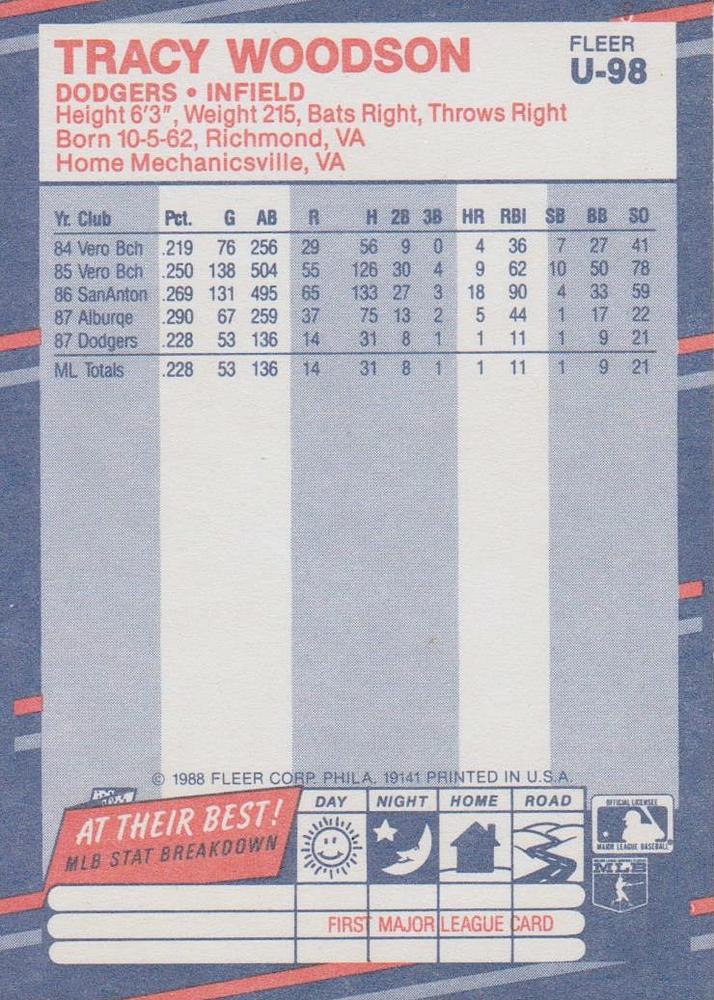 TRACY WOODSON
FLEER
U-98
DODGERS • INFIELD
Height 6'3", Weight 215, Bats Right, Throws Right
Born 10-5-62, Richmond, VA
Home Mechanicsville, VA
Yr. Club Pct. G AB R H 2B 3B HR RBI SB BB SO
84 Vero Bch .219 76 256 29 56 9 0 4 36 7 27 41
85 Vero Bch .250 138 504 55 126 30 4 9 62 10 50 78
86 SanAnton .269 131 495 65 133 27 3 18 90 4 33 59
87 Alburqe .290 67 259 37 75 13 2 5 44 1 17 22
87 Dodgers .228 53 136 14 31 8 1 1 11 1 9 21
ML Totals .228 53 136 14 31 8 1 1 11 1 9 21
© 1988 FLEER CORP. PHILA. 19141 PRINTED IN U.S.A.
AT THEIR BEST!
MLB STAT BREAKDOWN
DAY NIGHT HOME ROAD
OFFICIAL LICENSEE
MAJOR LEAGUE BASEBALL
MLB
FIRST MAJOR LEAGUE CARD